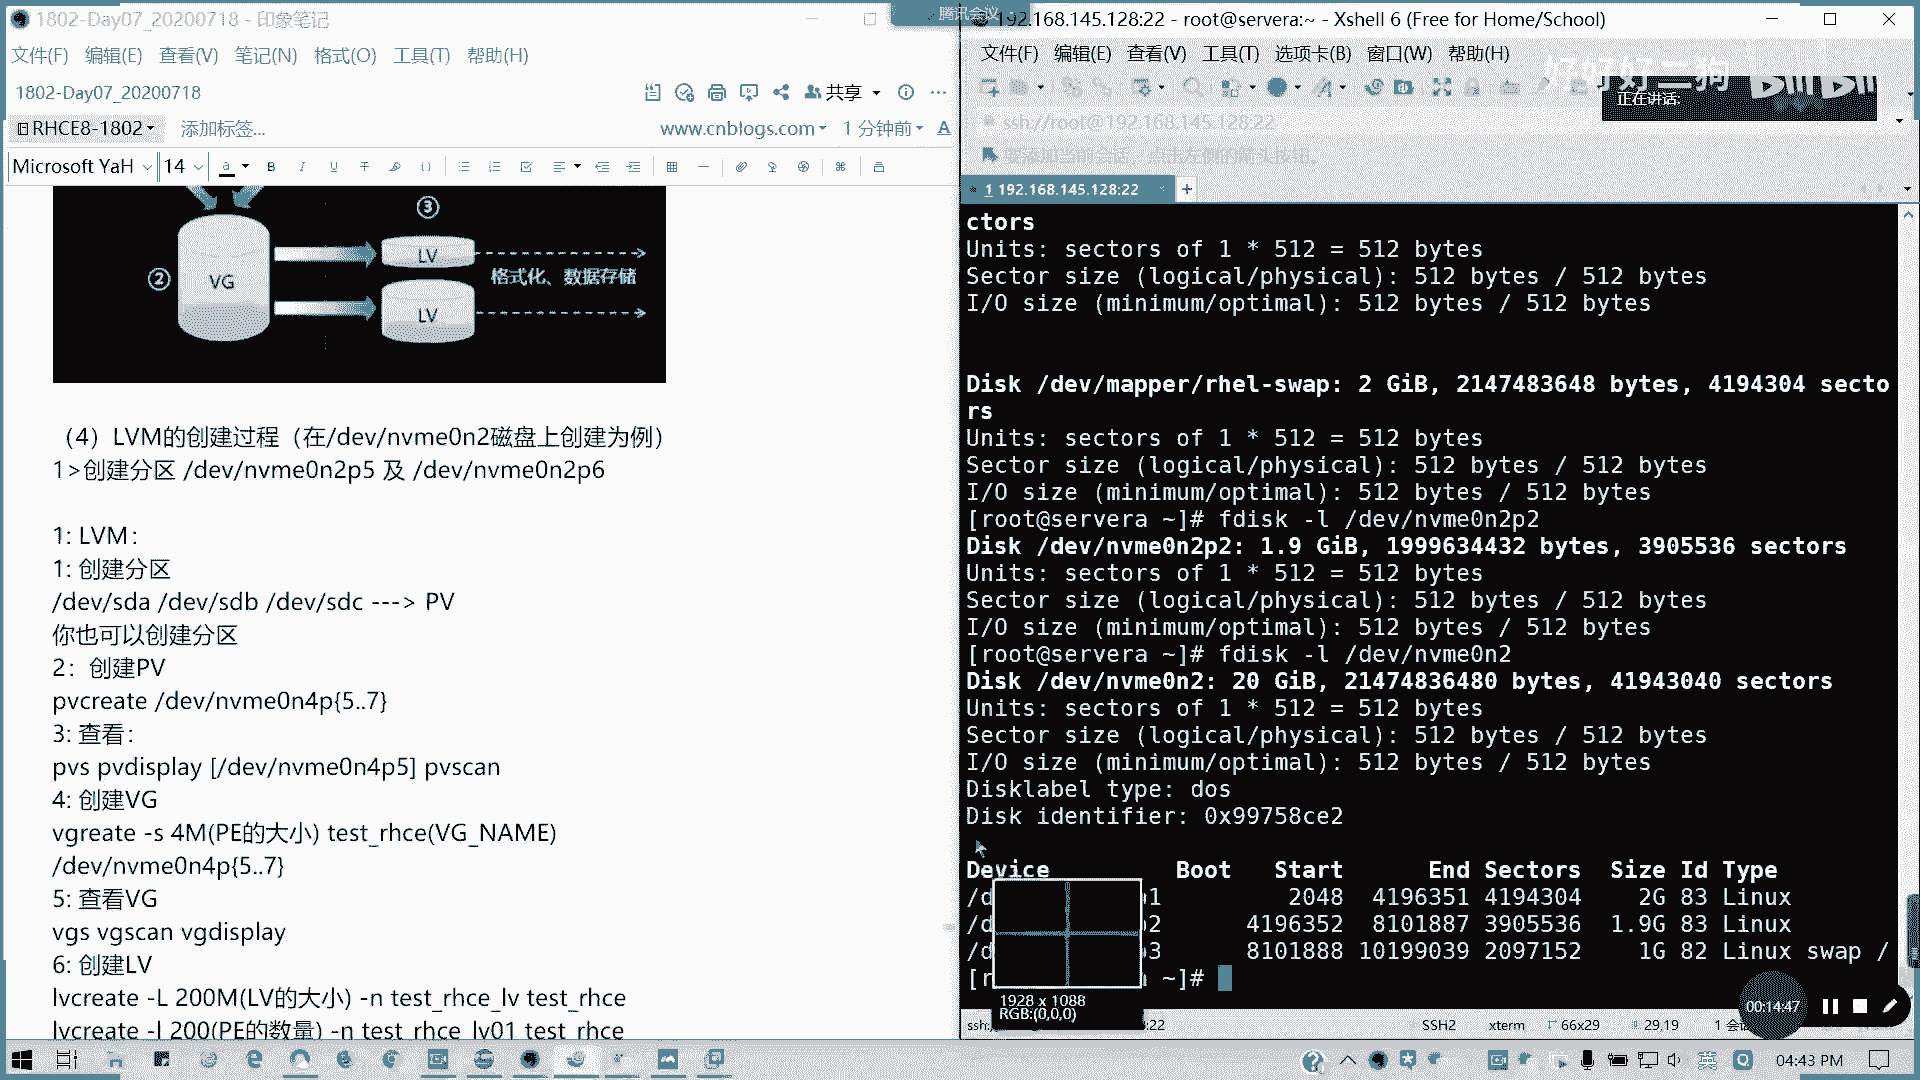 1802-Day07_20200718 - 印象笔记
文件(F) 编辑(E) 查看(V) 笔记(N) 格式(O) 工具(T) 帮助(H)
1802-Day07_20200718
共享
RHCE8-1802
添加标签...
www.cnblogs.com
1 分钟前
Microsoft YaH
14
③
②
VG
LV
格式化、数据存储
LV
（4）LVM的创建过程（在/dev/nvme0n2磁盘上创建为例）
1>创建分区 /dev/nvme0n2p5 及 /dev/nvme0n2p6
1: LVM：
1: 创建分区
/dev/sda /dev/sdb /dev/sdc ---> PV
你也可以创建分区
2：创建PV
pvcreate /dev/nvme0n4p{5..7}
3: 查看：
pvs pvdisplay [/dev/nvme0n4p5] pvscan
4: 创建VG
vgreate -s 4M(PE的大小) test_rhce(VG_NAME)
/dev/nvme0n4p{5..7}
5: 查看VG
vgs vgscan vgdisplay
6: 创建LV
lvcreate -L 200M(LV的大小) -n test_rhce_lv test_rhce
lvcreate -l 200(PE的数量) -n test_rhce_lv01 test_rhce
腾讯会议
192.168.145.128:22 - root@servera:~ - Xshell 6 (Free for Home/School)
文件(F) 编辑(E) 查看(V) 工具(T) 选项卡(B) 窗口(W) 帮助(H)
好好好二狗
正在讲话:
ssh://root@192.168.145.128:22
要添加当前会话，点击左侧的箭头按钮。
1 192.168.145.128:22
ctors
Units: sectors of 1 * 512 = 512 bytes
Sector size (logical/physical): 512 bytes / 512 bytes
I/O size (minimum/optimal): 512 bytes / 512 bytes
Disk /dev/mapper/rhel-swap: 2 GiB, 2147483648 bytes, 4194304 secto
rs
Units: sectors of 1 * 512 = 512 bytes
Sector size (logical/physical): 512 bytes / 512 bytes
I/O size (minimum/optimal): 512 bytes / 512 bytes
[root@servera ~]# fdisk -l /dev/nvme0n2p2
Disk /dev/nvme0n2p2: 1.9 GiB, 1999634432 bytes, 3905536 sectors
Units: sectors of 1 * 512 = 512 bytes
Sector size (logical/physical): 512 bytes / 512 bytes
I/O size (minimum/optimal): 512 bytes / 512 bytes
[root@servera ~]# fdisk -l /dev/nvme0n2
Disk /dev/nvme0n2: 20 GiB, 21474836480 bytes, 41943040 sectors
Units: sectors of 1 * 512 = 512 bytes
Sector size (logical/physical): 512 bytes / 512 bytes
I/O size (minimum/optimal): 512 bytes / 512 bytes
Disklabel type: dos
Disk identifier: 0x99758ce2
Device Boot Start End Sectors Size Id Type
/d 1 2048 4196351 4194304 2G 83 Linux
/d 2 4196352 8101887 3905536 1.9G 83 Linux
/d 3 8101888 10199039 2097152 1G 82 Linux swap /
[r ~]#
1928 x 1088
RGB:(0,0,0)
00:14:47
SSH2 xterm 66x29 29,19
英
04:43 PM